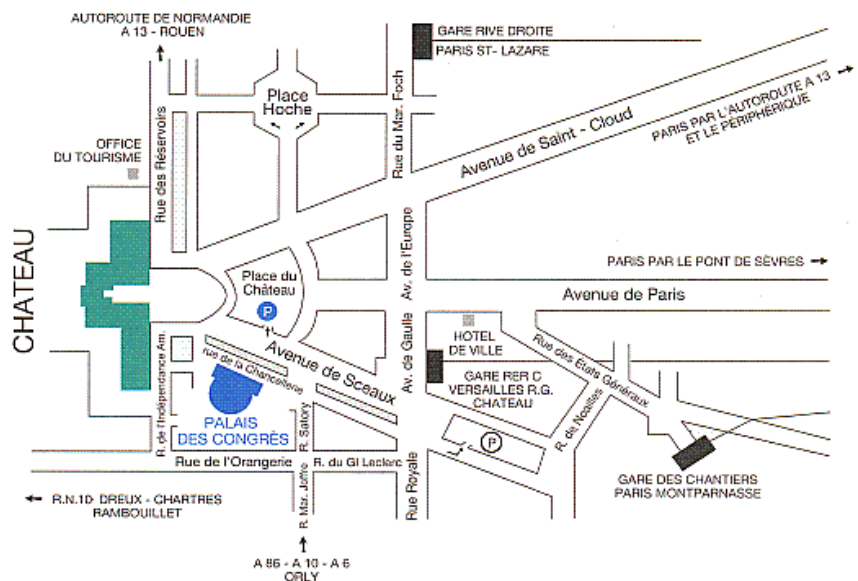 AUTOROUTE DE NORMANDIE
A 13 - ROUEN
GARE RIVE DROITE
PARIS ST- LAZARE
Place
Hoche
Rue du Mar. Foch
Avenue de Saint - Cloud
PARIS PAR L'AUTOROUTE A 13
ET LE PÉRIPHÉRIQUE
OFFICE
DU TOURISME
Rue des Réservoirs
CHATEAU
Place du
Château
P
Av. de l'Europe
PARIS PAR LE PONT DE SÈVRES
Avenue de Paris
Avenue de Sceaux
rue de la Chancellerie
Av. de Gaulle
HOTEL
DE VILLE
Rue des Etats Généraux
GARE RER C
VERSAILLES R.G.
CHATEAU
R. de Noailles
R. de l'Indépendance Am.
PALAIS
DES CONGRÈS
R. Satory
P
Rue de l'Orangerie
R. du Gl Leclerc
Rue Royale
GARE DES CHANTIERS
PARIS MONTPARNASSE
R.N.10 DREUX - CHARTRES
RAMBOUILLET
R. Mar. Joffre
A 86 - A 10 - A 6
ORLY